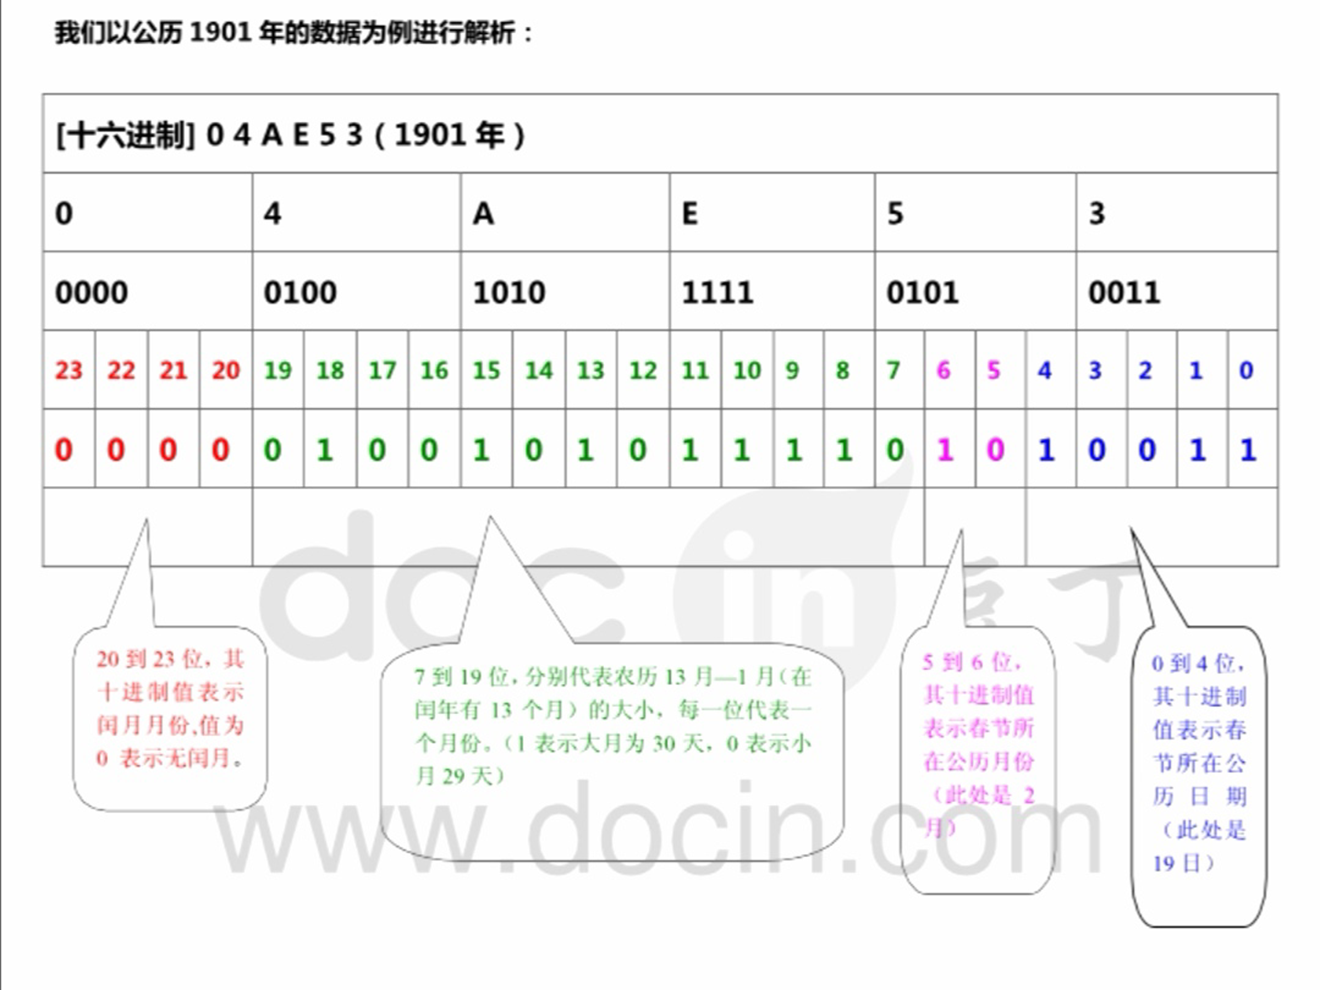 我们以公历 1901 年的数据为例进行解析：
[十六进制] 0 4 A E 5 3（1901 年）
0 4 A E 5 3
0000 0100 1010 1111 0101 0011
23 22 21 20 19 18 17 16 15 14 13 12 11 10 9 8 7 6 5 4 3 2 1 0
0 0 0 0 0 1 0 0 1 0 1 0 1 1 1 1 0 1 0 1 0 0 1 1
20 到 23 位，其
十进制值表示
闰月月份,值为
0 表示无闰月。
7 到 19 位，分别代表农历 13 月—1 月（在
闰年有 13 个月）的大小，每一位代表一
个月份。（1 表示大月为 30 天，0 表示小
月 29 天）
5 到 6 位，
其十进制值
表示春节所
在公历月份
（此处是 2
月）
0 到 4 位，
其十进制
值表示春
节所在公
历日期
（此处是
19 日）
docin 豆丁
www.docin.com